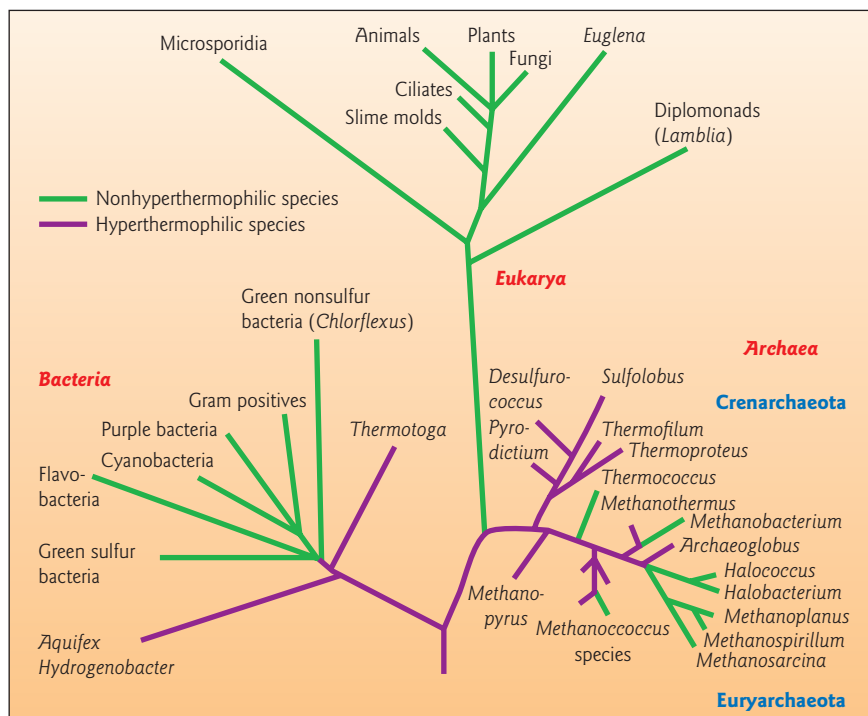 Microsporidia
Animals
Plants
Fungi
Euglena
Ciliates
Slime molds
Diplomonads
(Lamblia)
Nonhyperthermophilic species
Hyperthermophilic species
Eukarya
Green nonsulfur
bacteria (Chlorflexus)
Archaea
Bacteria
Desulfuro-
coccus
Sulfolobus
Crenarchaeota
Gram positives
Purple bacteria
Thermotoga
Pyro-
dictium
Thermofilum
Thermoproteus
Cyanobacteria
Flavo-
bacteria
Thermococcus
Methanothermus
Methanobacterium
Archaeoglobus
Green sulfur
bacteria
Halococcus
Halobacterium
Methano-
pyrus
Methanoplanus
Methanoccoccus
species
Methanospirillum
Methanosarcina
Aquifex
Hydrogenobacter
Euryarchaeota